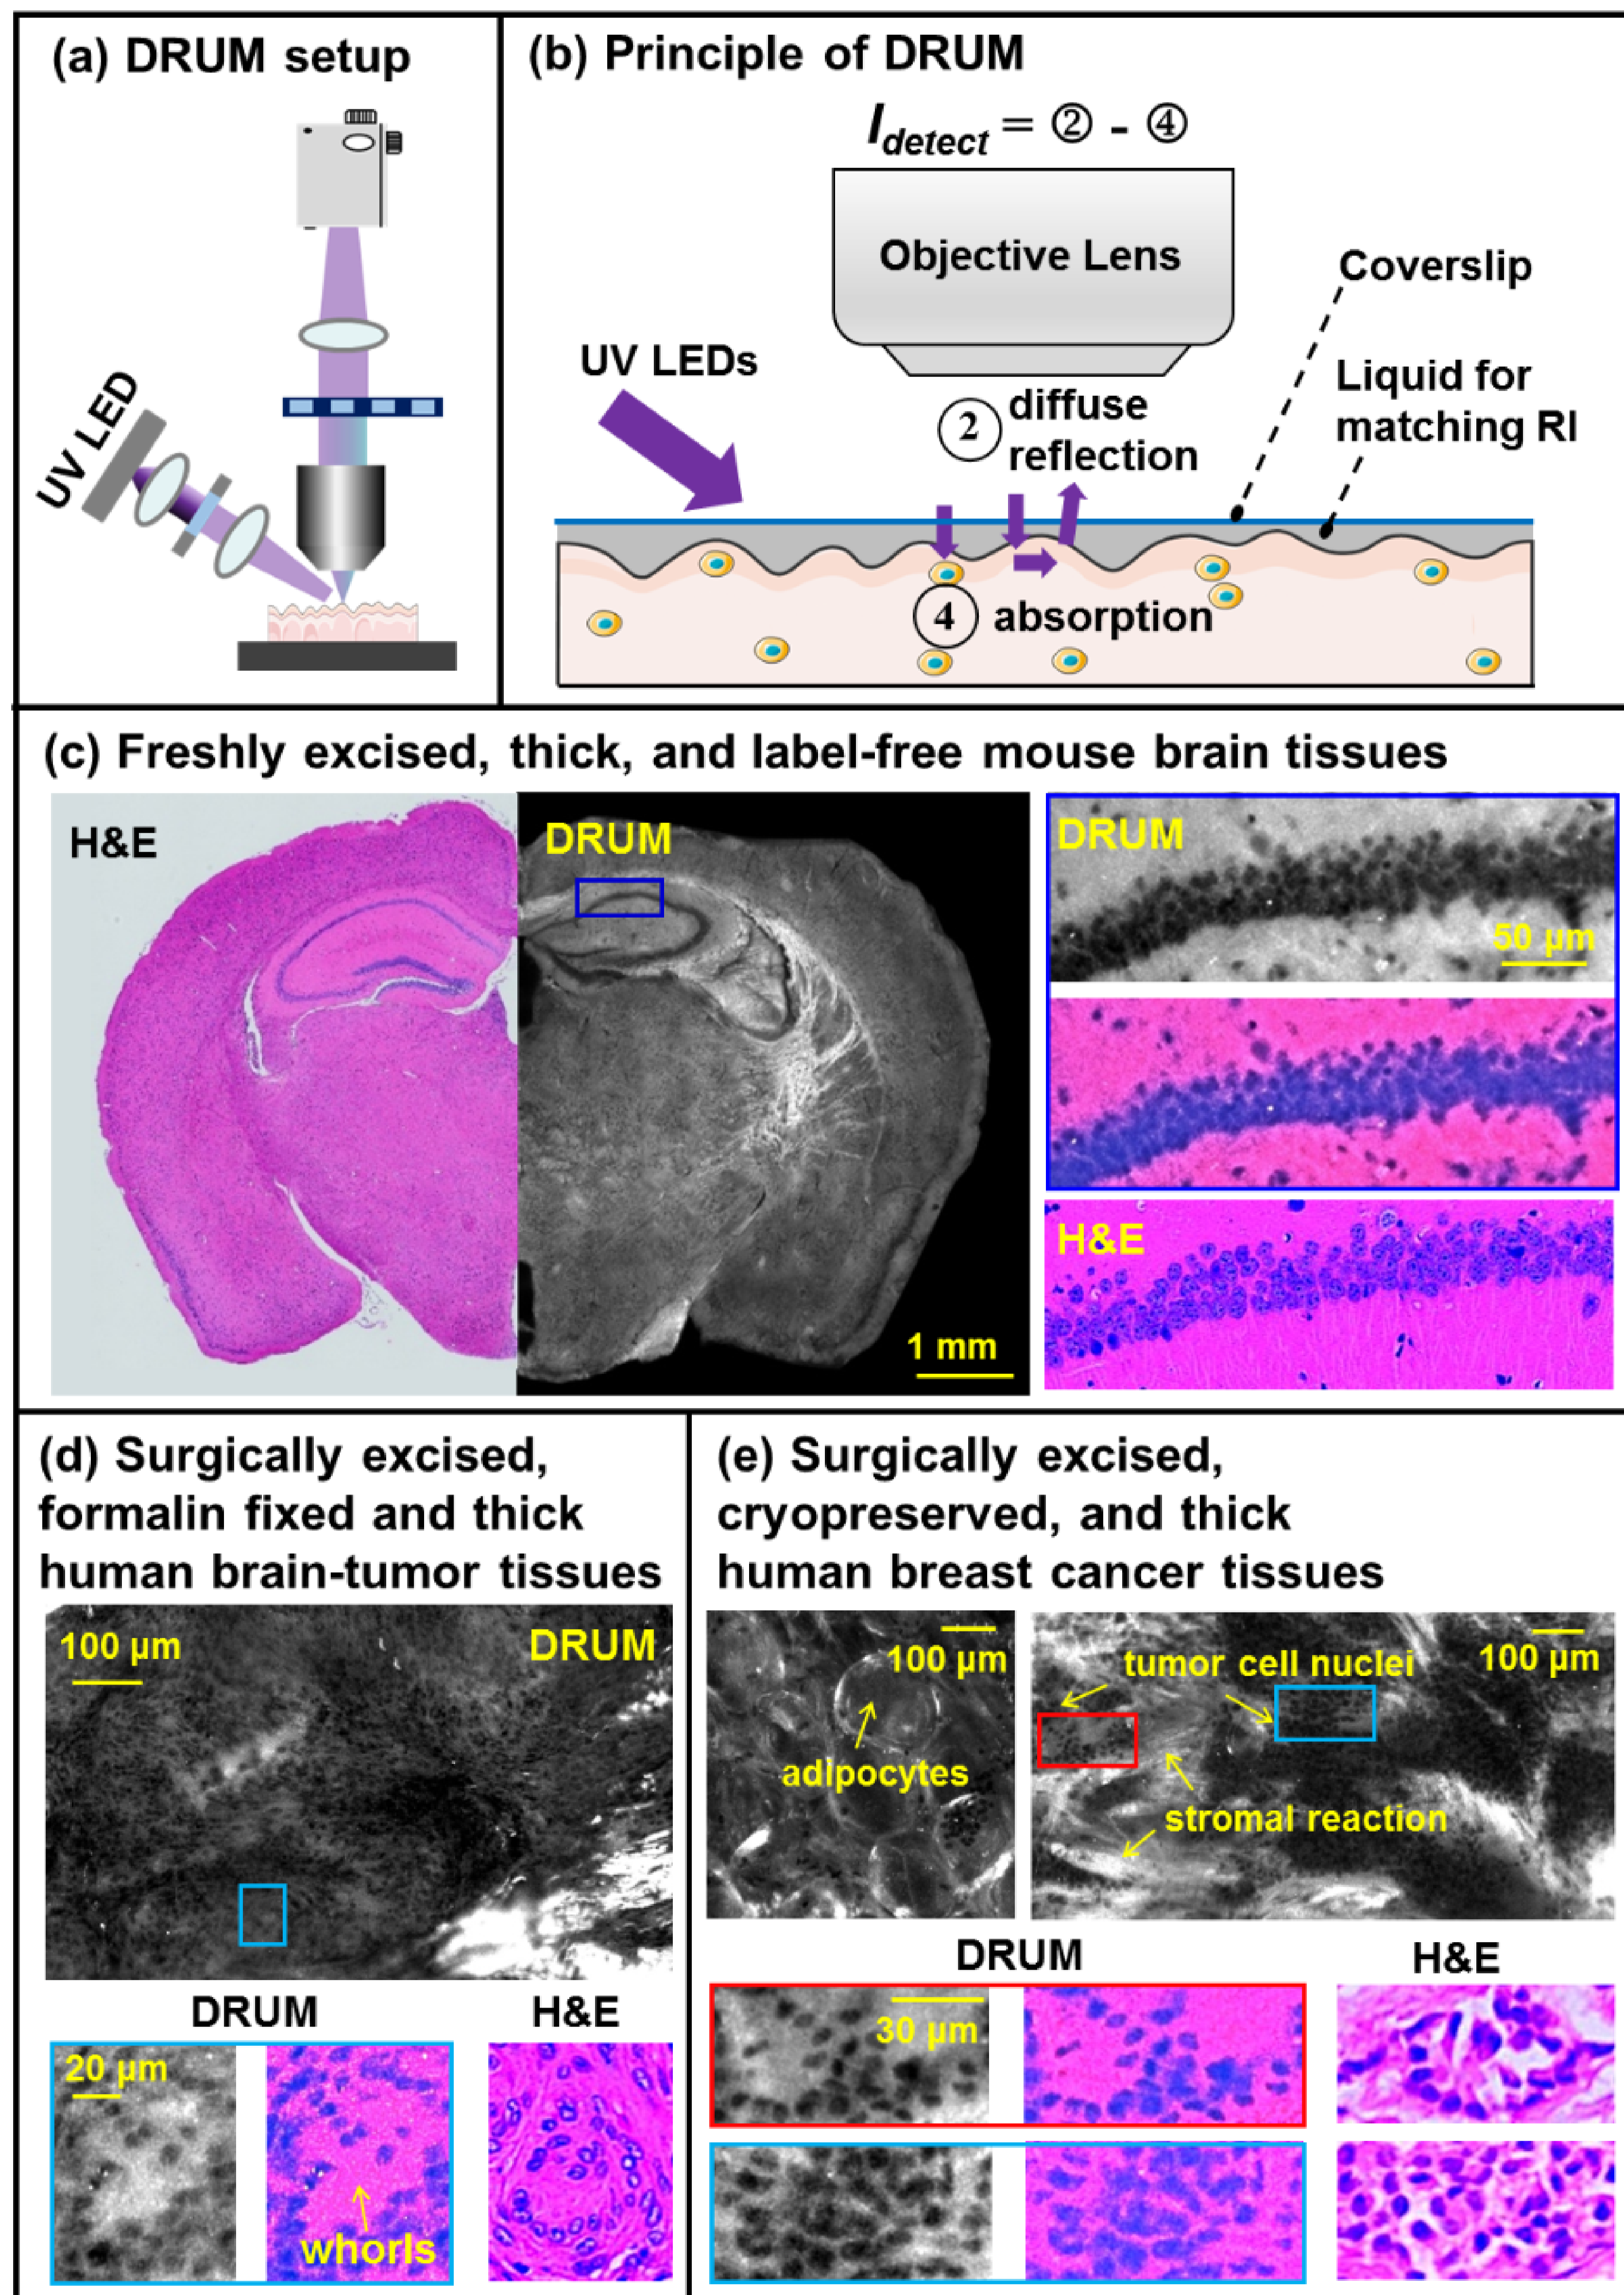 (a) DRUM setup
UV LED
(b) Principle of DRUM
Idetect = ② - ④
Objective Lens
Coverslip
UV LEDs
Liquid for
matching RI
② diffuse
reflection
④ absorption
(c) Freshly excised, thick, and label-free mouse brain tissues
H&E
DRUM
1 mm
DRUM
50 µm
H&E
(d) Surgically excised,
formalin fixed and thick
human brain-tumor tissues
100 µm
DRUM
DRUM
H&E
20 µm
whorls
(e) Surgically excised,
cryopreserved, and thick
human breast cancer tissues
100 µm
adipocytes
100 µm
tumor cell nuclei
stromal reaction
DRUM
H&E
30 µm